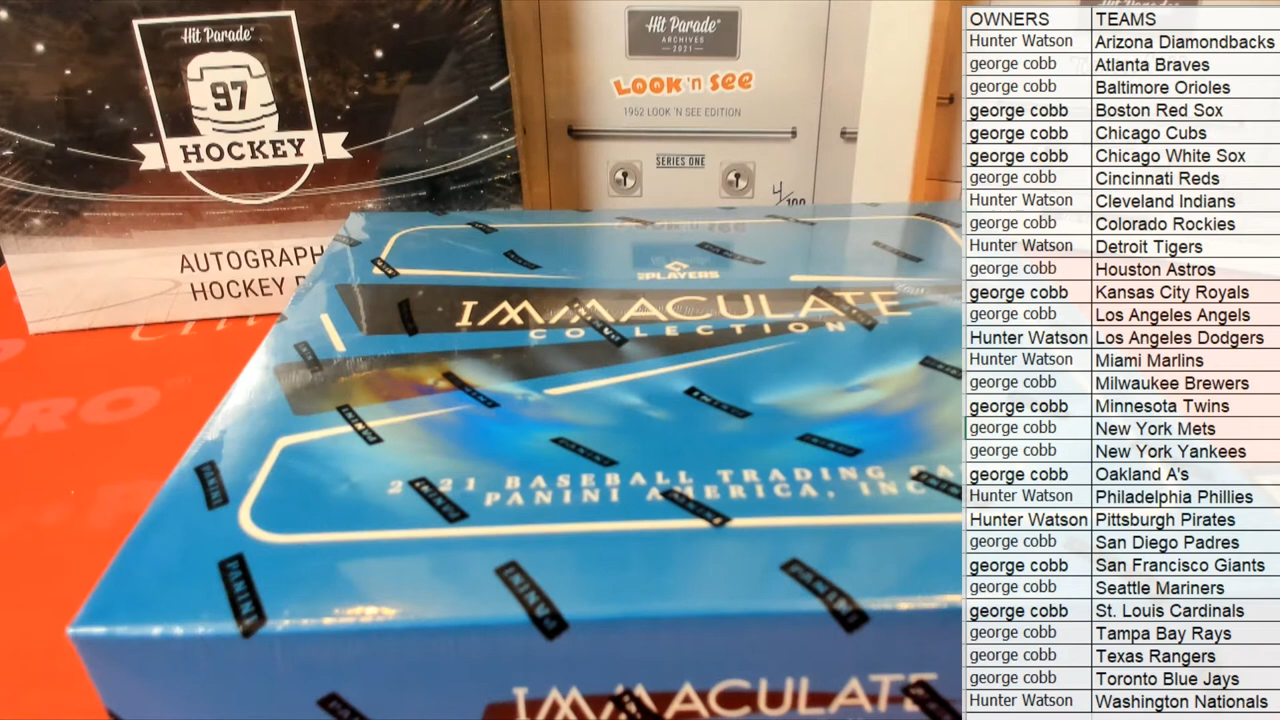 Hit Parade
97
HOCKEY
AUTOGRAPH
HOCKEY
Hit Parade
ARCHIVES
2021
LOOK 'n SEE
1952 LOOK 'N SEE EDITION
SERIES ONE
4/100
PLAYERS
IMMACULATE
COLLECTION
21 BASEBALL TRADING
PANINI AMERICA, INC
PANINI
PANINI
PANINI
PANINI
PANINI
PANINI
IMMACULATE
OWNERS TEAMS
Hunter Watson Arizona Diamondbacks
george cobb Atlanta Braves
george cobb Baltimore Orioles
george cobb Boston Red Sox
george cobb Chicago Cubs
george cobb Chicago White Sox
george cobb Cincinnati Reds
Hunter Watson Cleveland Indians
george cobb Colorado Rockies
Hunter Watson Detroit Tigers
george cobb Houston Astros
george cobb Kansas City Royals
george cobb Los Angeles Angels
Hunter Watson Los Angeles Dodgers
Hunter Watson Miami Marlins
george cobb Milwaukee Brewers
george cobb Minnesota Twins
george cobb New York Mets
george cobb New York Yankees
george cobb Oakland A's
Hunter Watson Philadelphia Phillies
Hunter Watson Pittsburgh Pirates
george cobb San Diego Padres
george cobb San Francisco Giants
george cobb Seattle Mariners
george cobb St. Louis Cardinals
george cobb Tampa Bay Rays
george cobb Texas Rangers
george cobb Toronto Blue Jays
Hunter Watson Washington Nationals